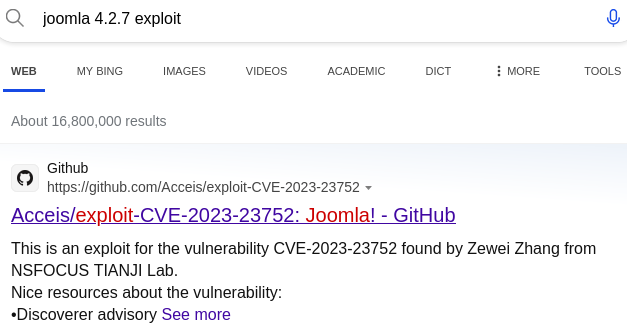 joomla 4.2.7 exploit
WEB MY BING IMAGES VIDEOS ACADEMIC DICT MORE TOOLS
About 16,800,000 results
Github
https://github.com/Acceis/exploit-CVE-2023-23752
Acceis/exploit-CVE-2023-23752: Joomla! - GitHub
This is an exploit for the vulnerability CVE-2023-23752 found by Zewei Zhang from
NSFOCUS TIANJI Lab.
Nice resources about the vulnerability:
•Discoverer advisory See more